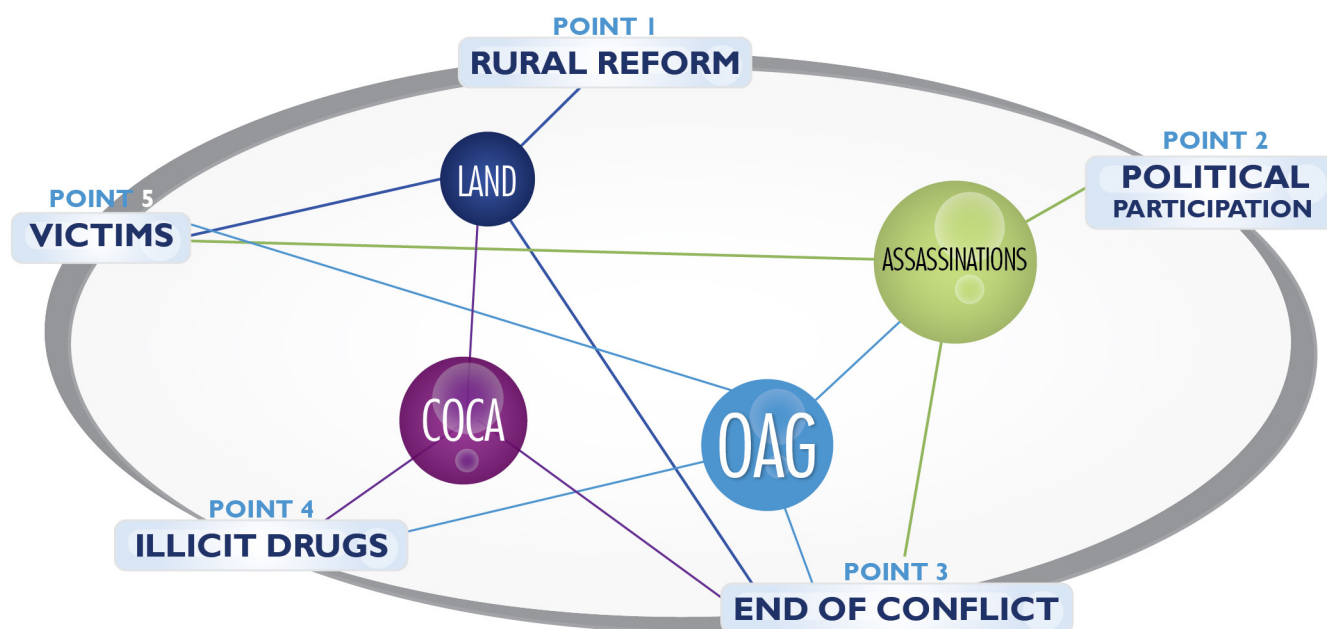 POINT 1
RURAL REFORM
POINT 2
POLITICAL
PARTICIPATION
LAND
POINT 5
VICTIMS
ASSASSINATIONS
COCA
OAG
POINT 4
ILLICIT DRUGS
POINT 3
END OF CONFLICT